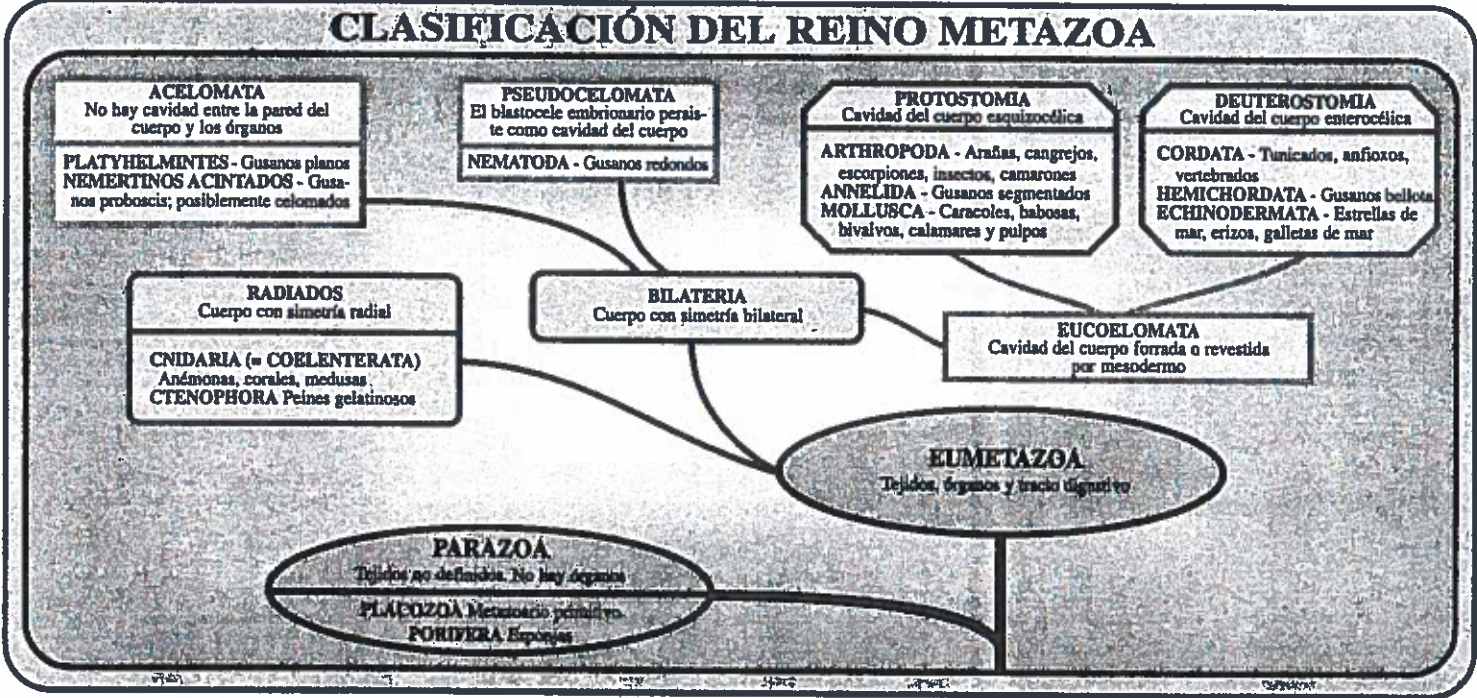 CLASIFICACIÓN DEL REINO METAZOA
ACELOMATA
No hay cavidad entre la pared del
cuerpo y los órganos
PLATYHELMINTES - Gusanos planos
NEMERTINOS ACINTADOS - Gusa-
nos proboscis; posiblemente celomados
PSEUDOCELOMATA
El blastocele embrionario persis-
te como cavidad del cuerpo
NEMATODA - Gusanos redondos
PROTOSTOMIA
Cavidad del cuerpo esquizocélica
ARTHROPODA - Arañas, cangrejos,
escorpiones, insectos, camarones
ANNELIDA - Gusanos segmentados
MOLLUSCA - Caracoles, babosas,
bivalvos, calamares y pulpos
DEUTEROSTOMIA
Cavidad del cuerpo enterocélica
CORDATA - Tunicados, anfioxos,
vertebrados
HEMICHORDATA - Gusanos bellota
ECHINODERMATA - Estrellas de
mar, erizos, galletas de mar
RADIADOS
Cuerpo con simetría radial
CNIDARIA (= COELENTERATA)
Anémonas, corales, medusas
CTENOPHORA Peines gelatinosos
BILATERIA
Cuerpo con simetría bilateral
EUCOELOMATA
Cavidad del cuerpo forrada o revestida
por mesodermo
EUMETAZOA
Tejidos, órganos y tracto digestivo
PARAZOA
Tejidos no definidos. No hay órganos
PLACOZOA Metazoario primitivo.
PORIFERA Esponjas